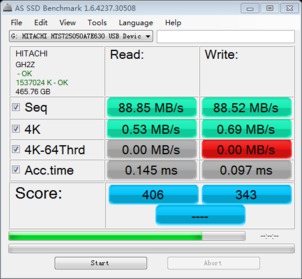 AS SSD Benchmark 1.6.4237.30508
File Edit View Tools Language Help
G: HITACHI HTS725050A7E630 USB Devic
HITACHI
GH2Z
- OK
1537024 K - OK
465.76 GB
Read: Write:
Seq 88.85 MB/s 88.52 MB/s
4K 0.53 MB/s 0.69 MB/s
4K-64Thrd 0.00 MB/s 0.00 MB/s
Acc.time 0.145 ms 0.097 ms
Score: 406 343
----
--:--:--
Start Abort